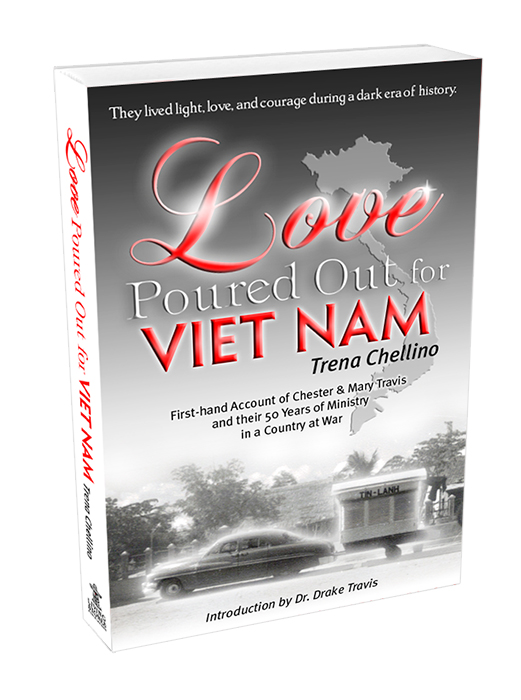 They lived light, love, and courage during a dark era of history.
Love
Poured Out for
VIET NAM
Trena Chellino
First-hand Account of Chester & Mary Travis
and their 50 Years of Ministry
in a Country at War
TIN-LANH
Introduction by Dr. Drake Travis
Love Poured Out for VIET NAM Trena Chellino